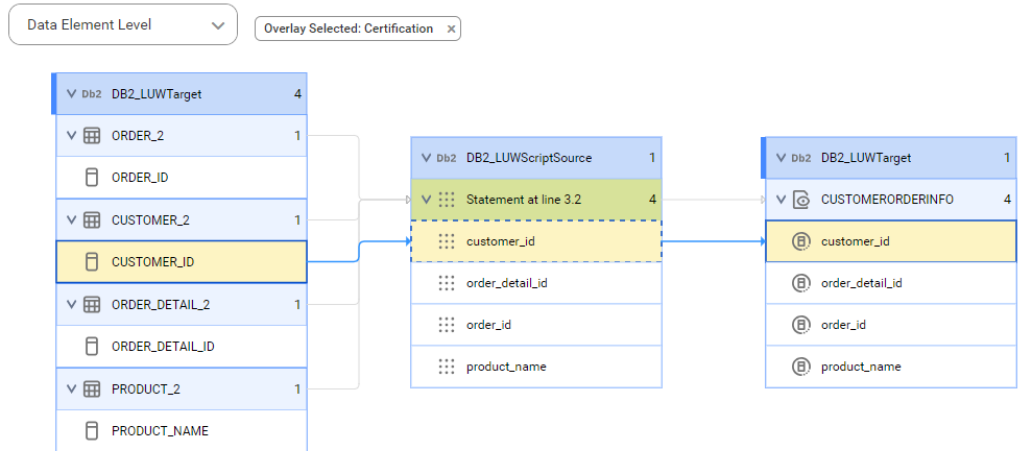 Data Element Level
Overlay Selected: Certification ×
Db2 DB2_LUWTarget 4
ORDER_2 1
ORDER_ID
CUSTOMER_2 1
CUSTOMER_ID
ORDER_DETAIL_2 1
ORDER_DETAIL_ID
PRODUCT_2 1
PRODUCT_NAME
Db2 DB2_LUWScriptSource 1
Statement at line 3.2 4
customer_id
order_detail_id
order_id
product_name
Db2 DB2_LUWTarget 1
CUSTOMERORDERINFO 4
customer_id
order_detail_id
order_id
product_name